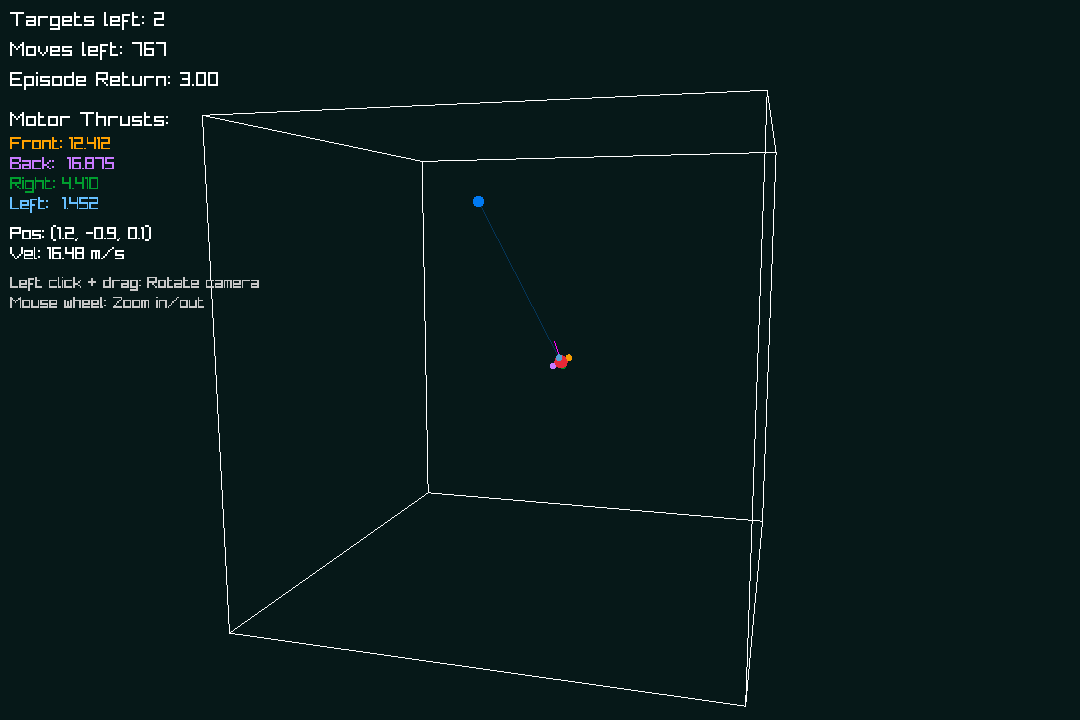 Targets left: 2
Moves left: 767
Episode Return: 3.00
Motor Thrusts:
Front: 12.412
Back: 16.875
Right: 4.410
Left: 1.452
Pos: (1.2, -0.9, 0.1)
Vel: 16.48 m/s
Left click + drag: Rotate camera
Mouse wheel: Zoom in/out